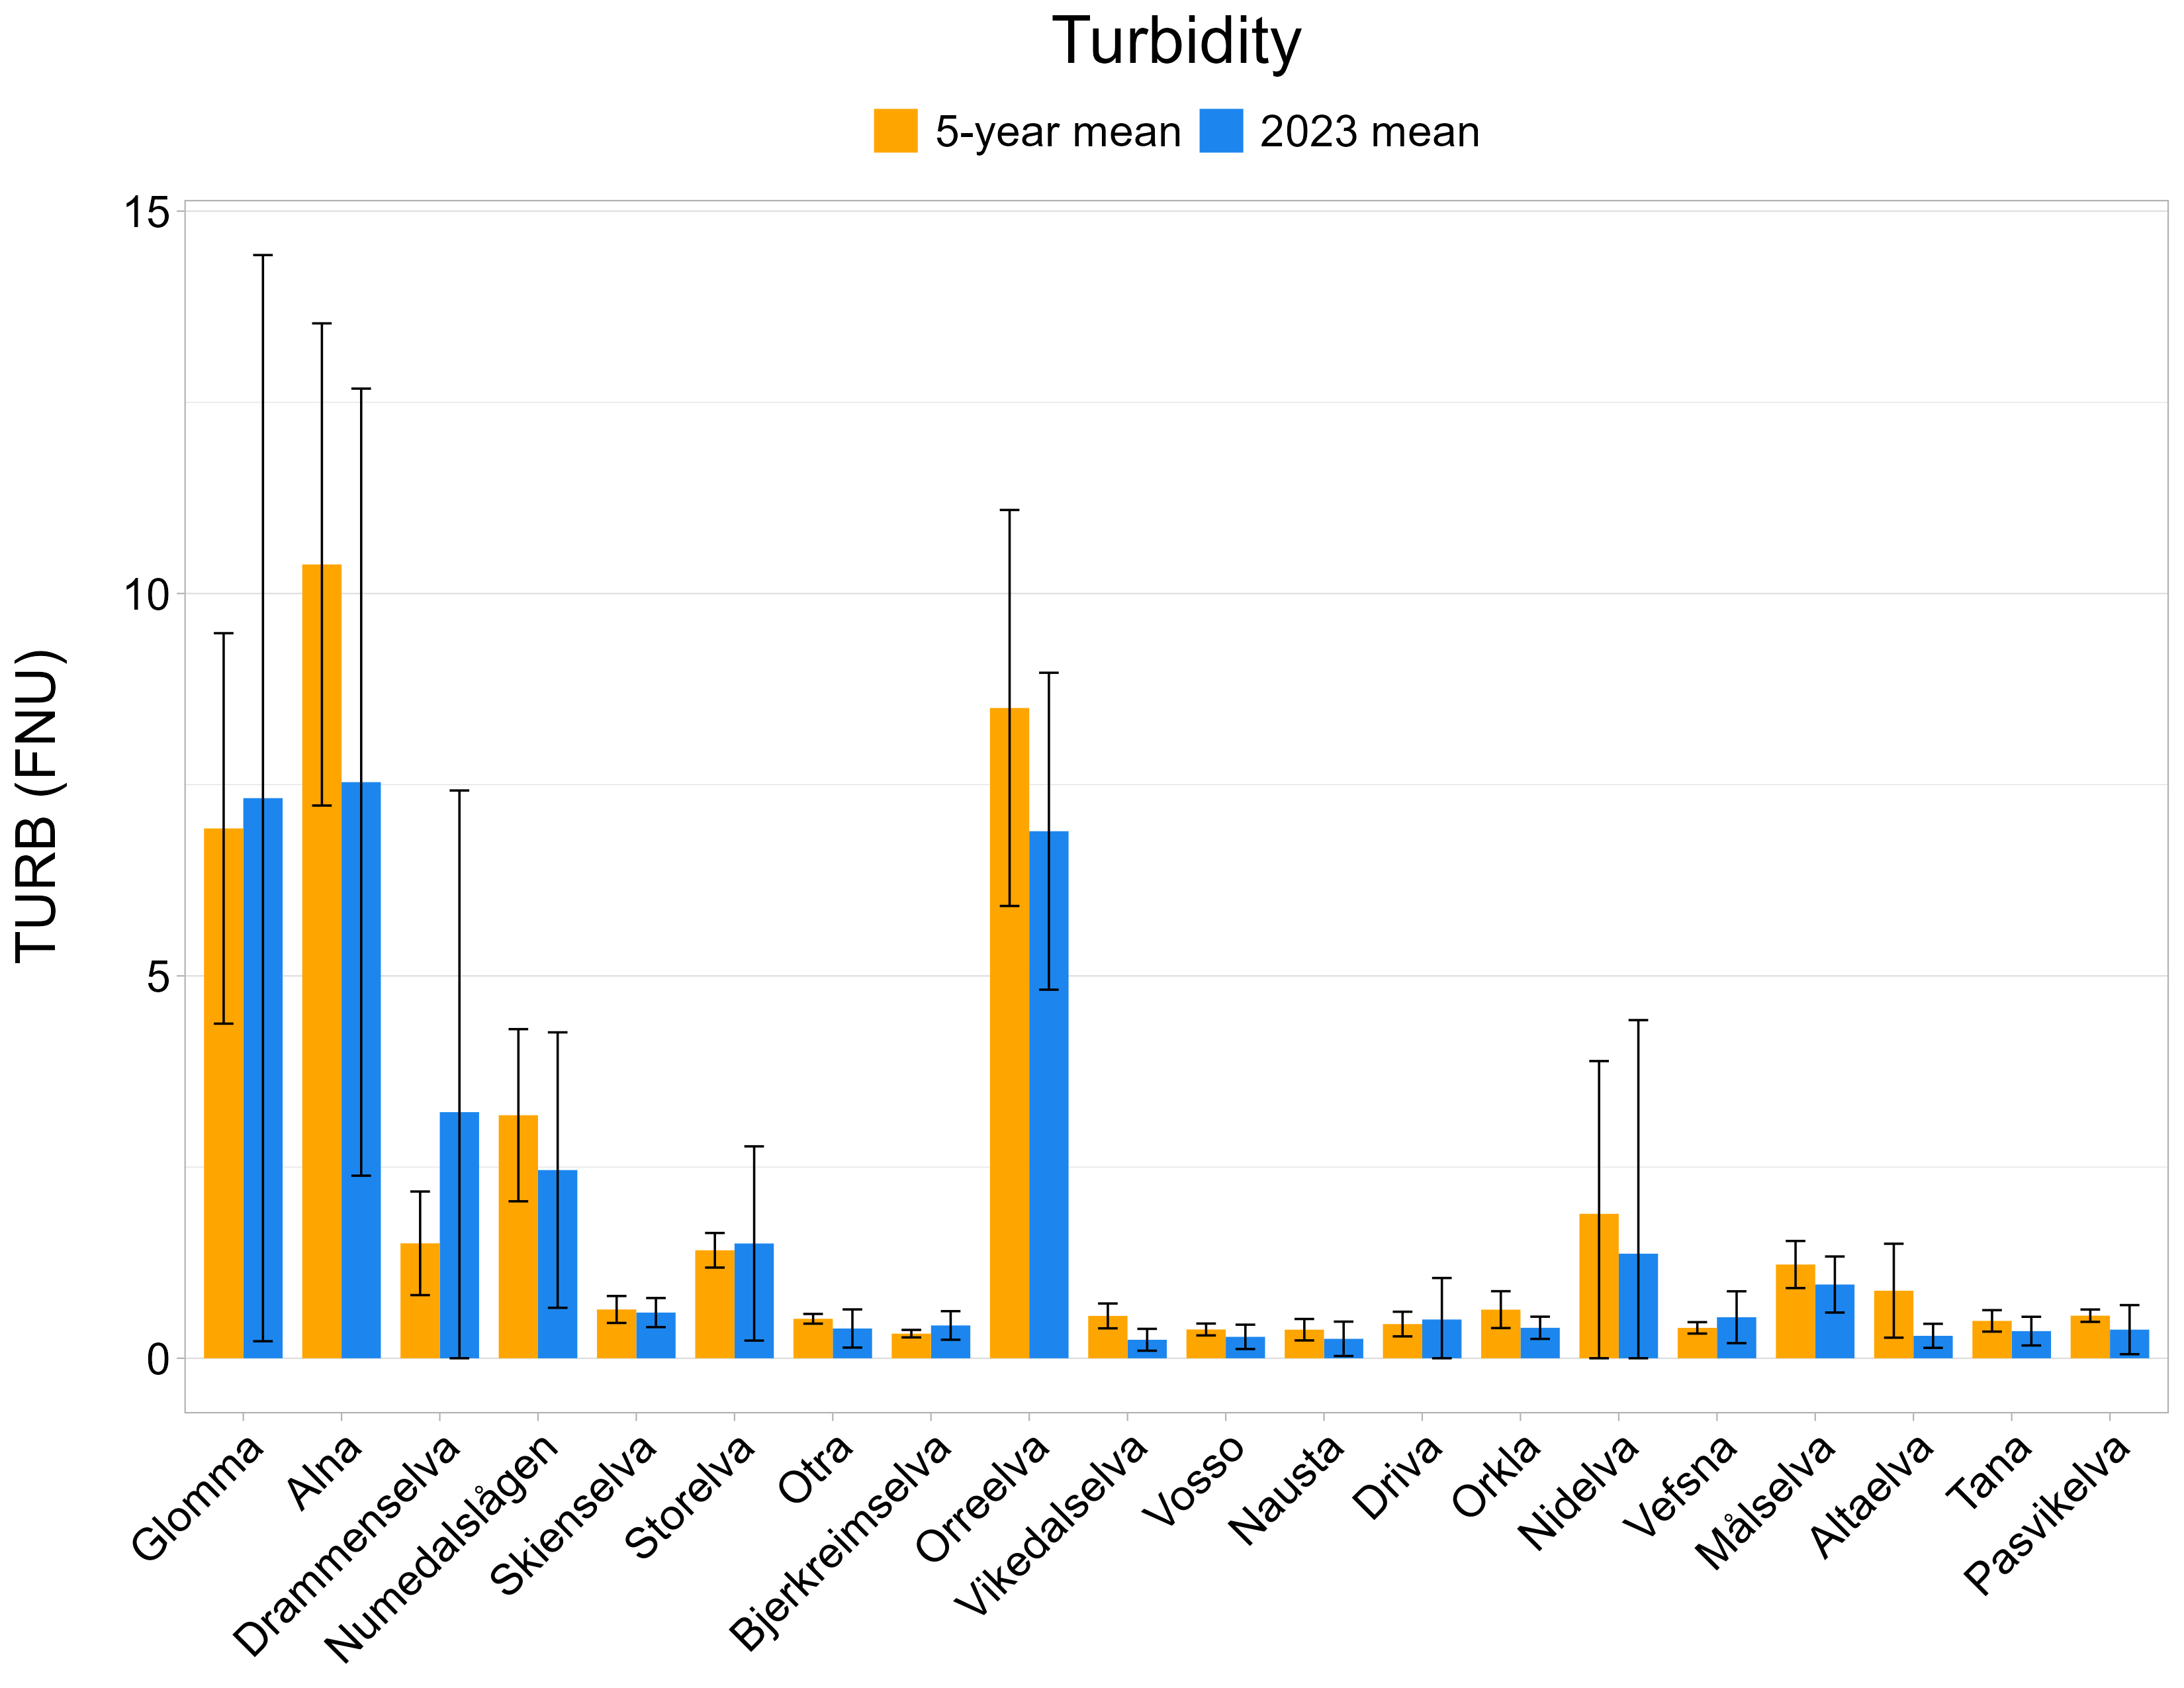 Turbidity
5-year mean 2023 mean
TURB (FNU)
15
10
5
0
Glomma
Alna
Drammenselva
Numedalslågen
Skienselva
Storelva
Otra
Bjerkreimselva
Orreelva
Vikedalselva
Vosso
Nausta
Driva
Orkla
Nidelva
Vefsna
Målselva
Altaelva
Tana
Pasvikelva